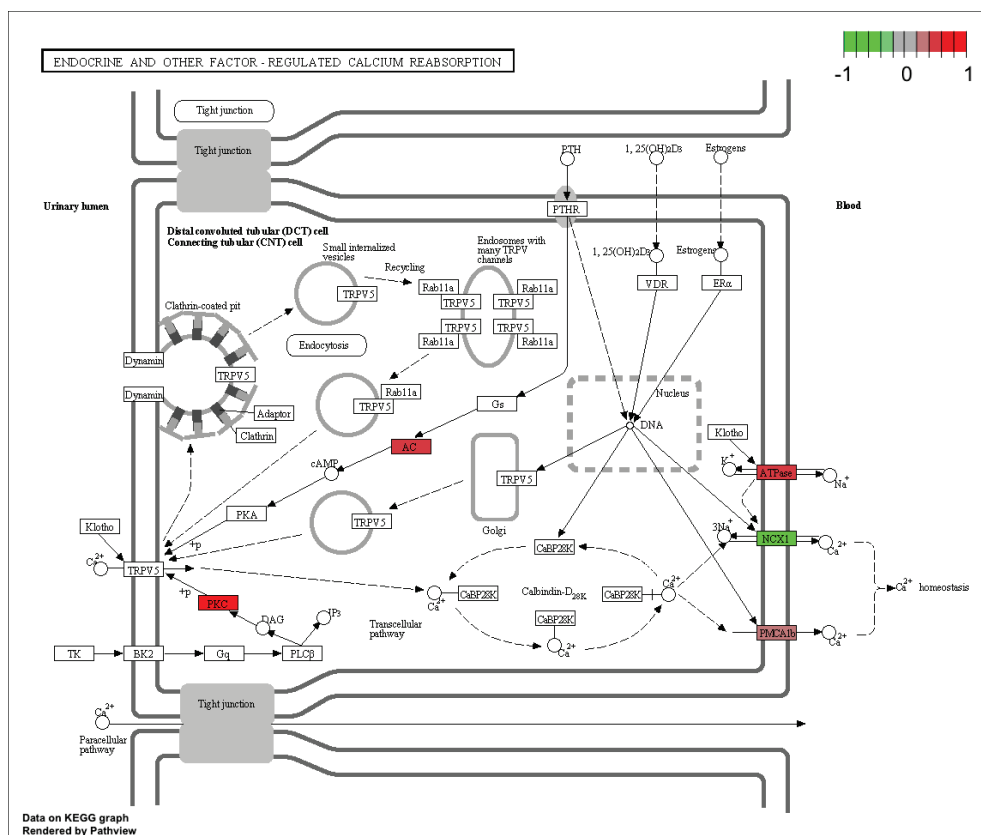 -1 0 1
ENDOCRINE AND OTHER FACTOR - REGULATED CALCIUM REABSORPTION
Tight junction
Tight junction
PTH
1, 25(OH)₂D₃
Estrogens
Urinary lumen
Blood
PTHR
Distal convoluted tubular (DCT) cell
Connecting tubular (CNT) cell
Small internalized
vesicles
Recycling
Endosomes with
many TRPV
channels
1, 25(OH)₂D₃
Estrogens
VDR
ERα
TRPV5
Rab11a
Rab11a
TRPV5
TRPV5
TRPV5
TRPV5
Rab11a
Rab11a
Clathrin-coated pit
Endocytosis
Dynamin
TRPV5
Dynamin
Adaptor
Clathrin
Rab11a
TRPV5
Gs
Nucleus
DNA
AC
cAMP
PKA
TRPV5
TRPV5
Golgi
Klotho
K⁺
ATPase
Na⁺
Klotho
+p
Ca²⁺
TRPV5
3Na⁺
NCX1
Ca²⁺
CaBP28K
+p
PKC
DAG
IP₃
Transcellular
pathway
Ca²⁺
CaBP28K
Calbindin-D₂₈K
CaBP28K
Ca²⁺
CaBP28K
Ca²⁺
Ca²⁺ homeostasis
PMCA1b
Ca²⁺
TK
BK2
Gq
PLCβ
Tight junction
Ca²⁺
Paracellular
pathway
Data on KEGG graph
Rendered by Pathview